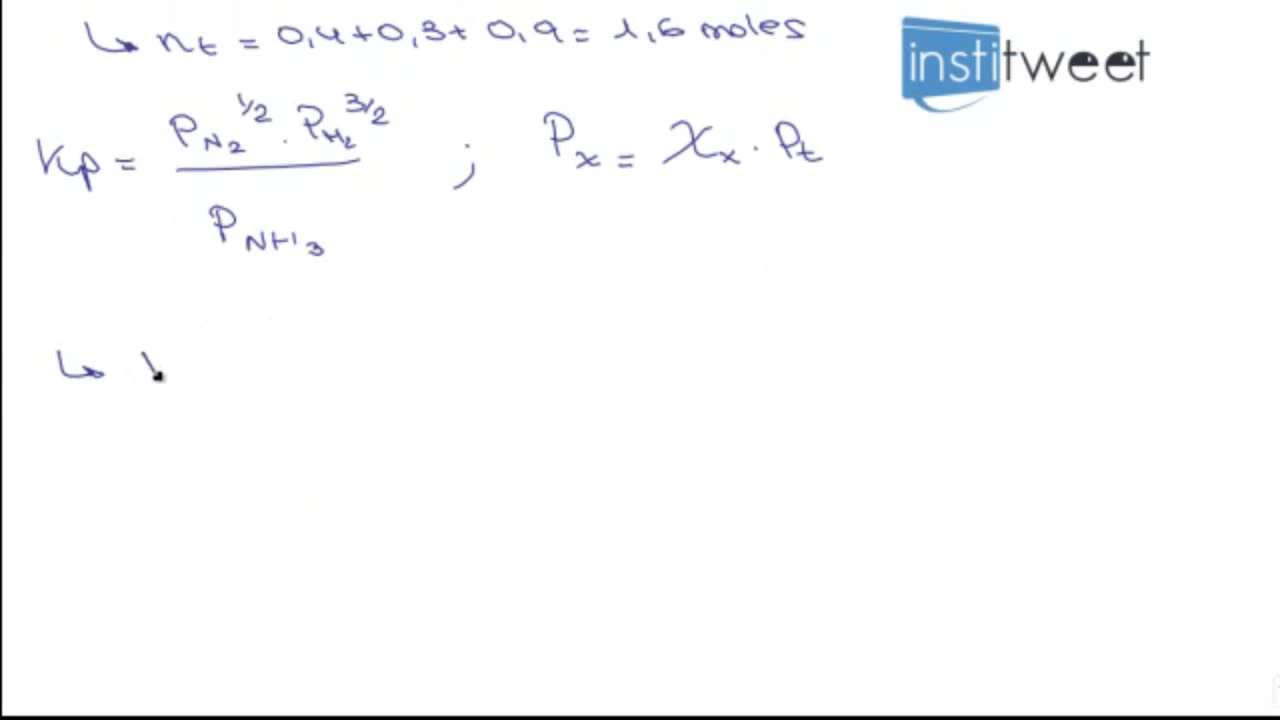 ↳ nt = 0,4+0,3+ 0,9 = 1,6 moles
institweet
Kp = PN2^1/2 . PH2^3/2 / PNH3 ; Px = Xx . Pt
↳